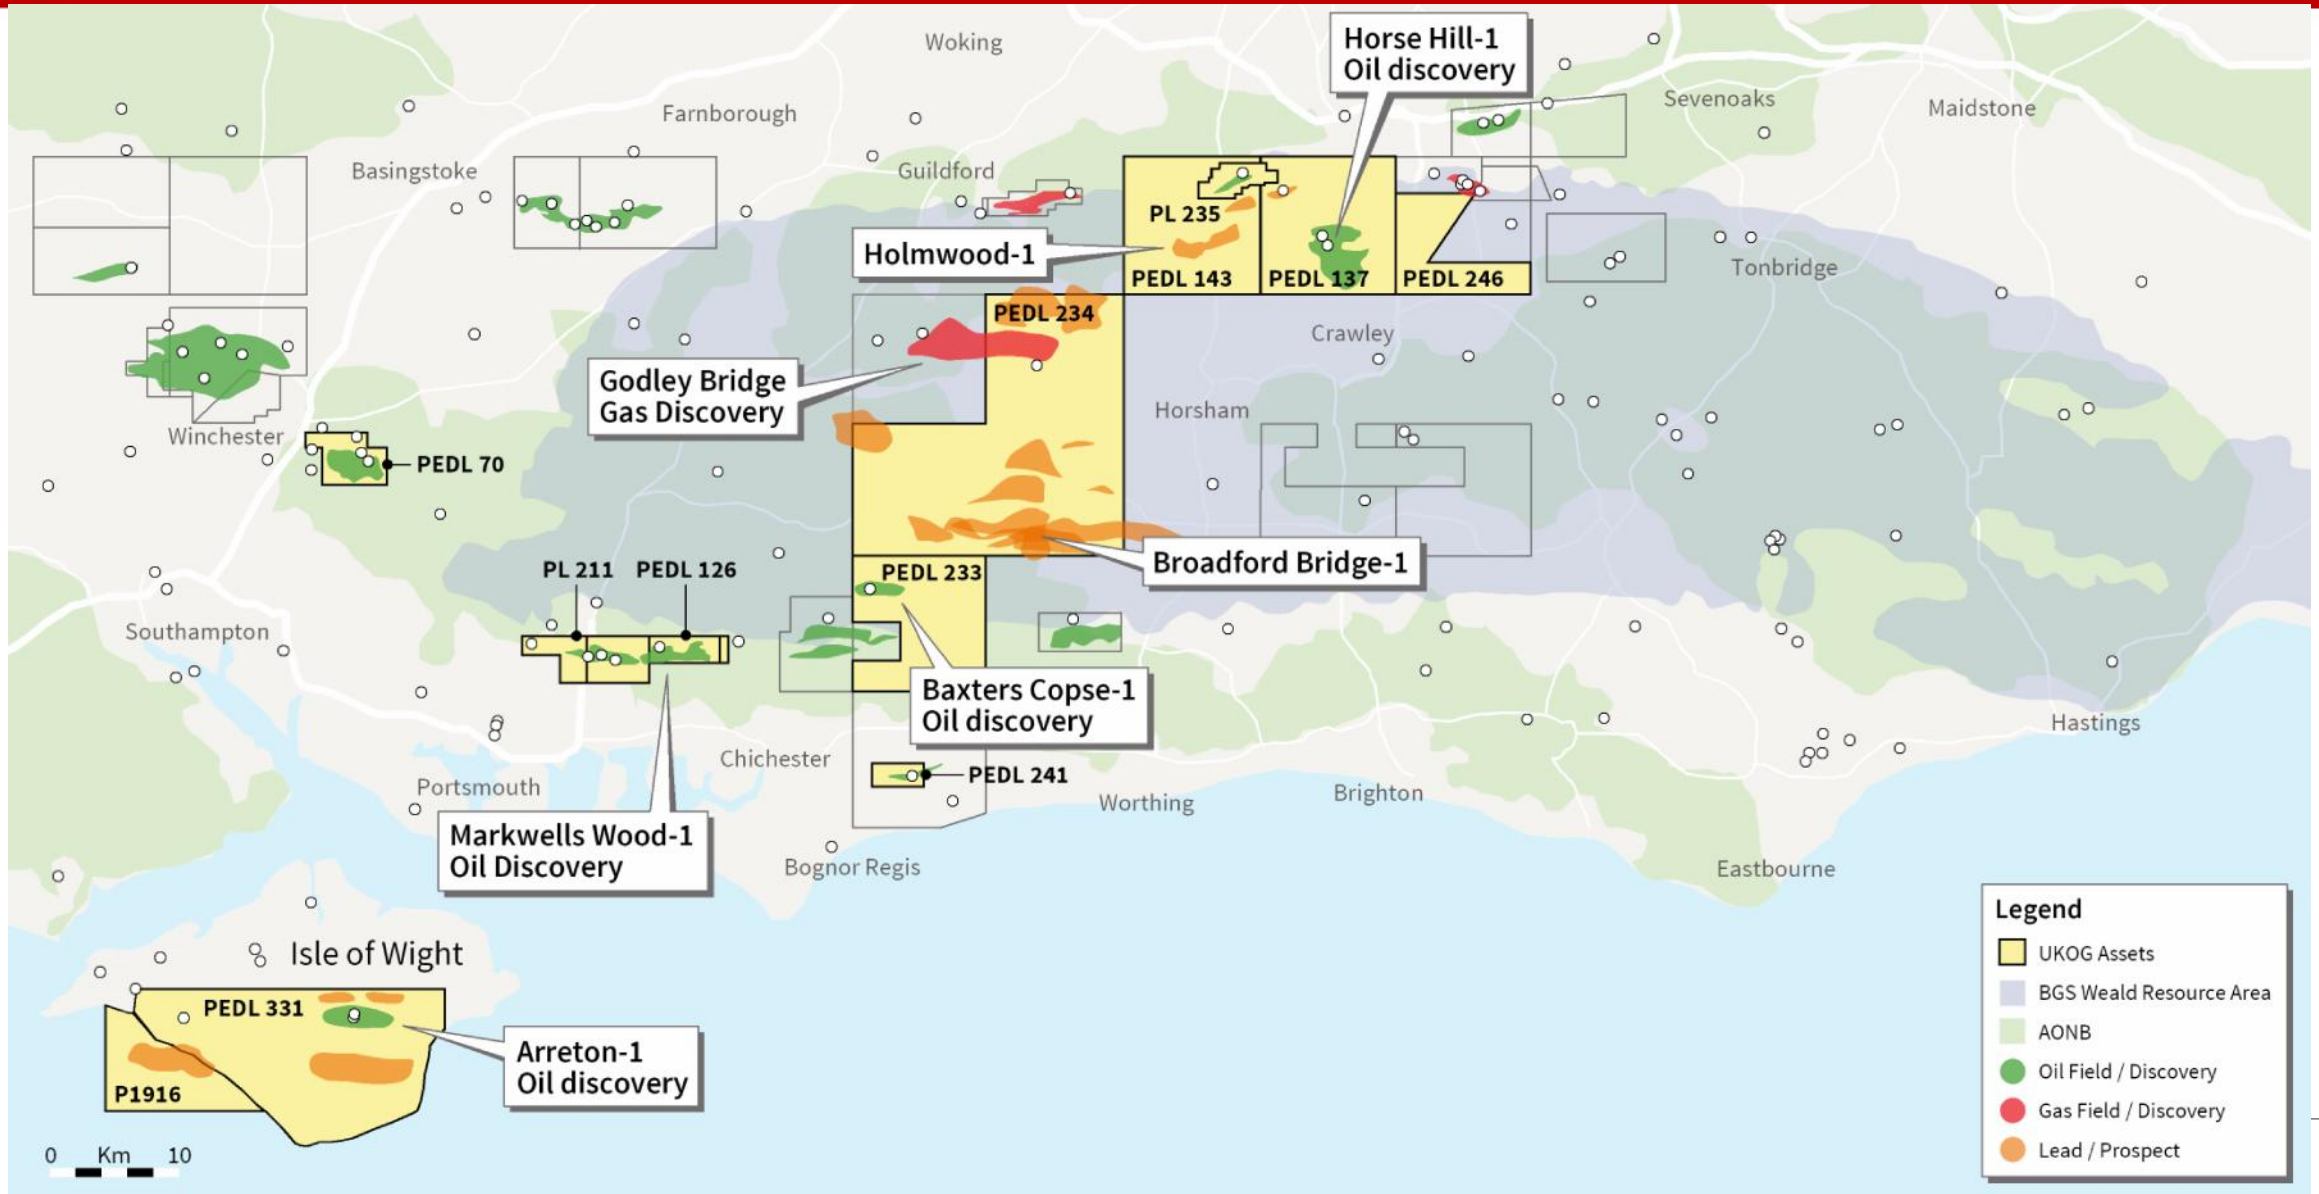 Woking
Horse Hill-1
Oil discovery
Farnborough
Sevenoaks
Maidstone
Basingstoke
Guildford
PL 235
Holmwood-1
PEDL 143
PEDL 137
PEDL 246
Tonbridge
PEDL 234
Crawley
Godley Bridge
Gas Discovery
Horsham
Winchester
PEDL 70
Broadford Bridge-1
PL 211
PEDL 126
PEDL 233
Southampton
Baxters Copse-1
Oil discovery
Hastings
Chichester
PEDL 241
Portsmouth
Worthing
Brighton
Markwells Wood-1
Oil Discovery
Bognor Regis
Eastbourne
Isle of Wight
PEDL 331
Arreton-1
Oil discovery
P1916
0 Km 10
Legend
UKOG Assets
BGS Weald Resource Area
AONB
Oil Field / Discovery
Gas Field / Discovery
Lead / Prospect